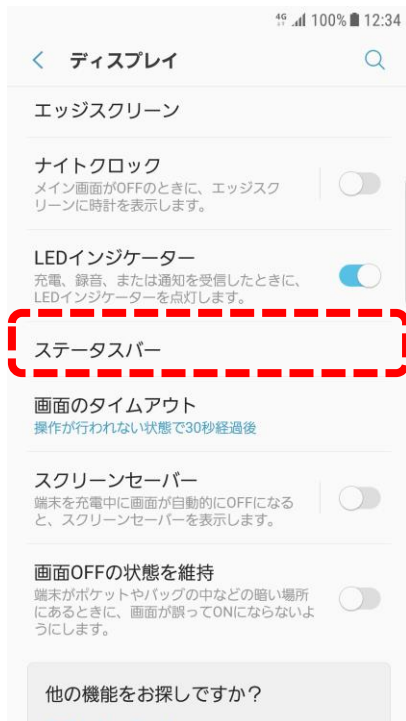 4G 100% 12:34
ディスプレイ
エッジスクリーン
ナイトクロック
メイン画面がOFFのときに、エッジスク
リーンに時計を表示します。
LEDインジケーター
充電、録音、または通知を受信したときに、
LEDインジケーターを点灯します。
ステータスバー
画面のタイムアウト
操作が行われない状態で30秒経過後
スクリーンセーバー
端末を充電中に画面が自動的にOFFになる
と、スクリーンセーバーを表示します。
画面OFFの状態を維持
端末がポケットやバッグの中などの暗い場所
にあるときに、画面が誤ってONにならないよ
うにします。
他の機能をお探しですか？